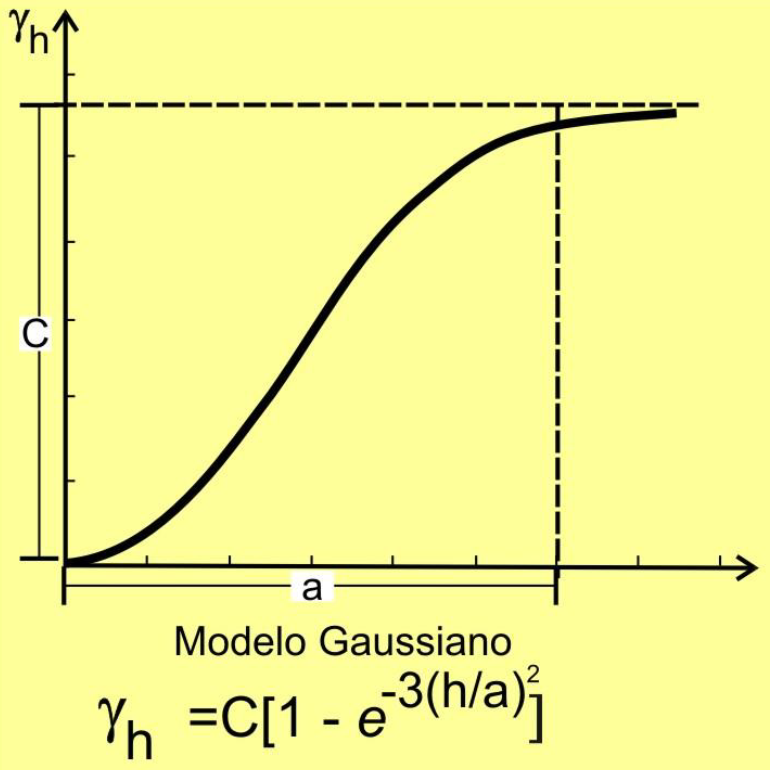 γh
C
a
Modelo Gaussiano
γh =C[1 - e-3(h/a)2]